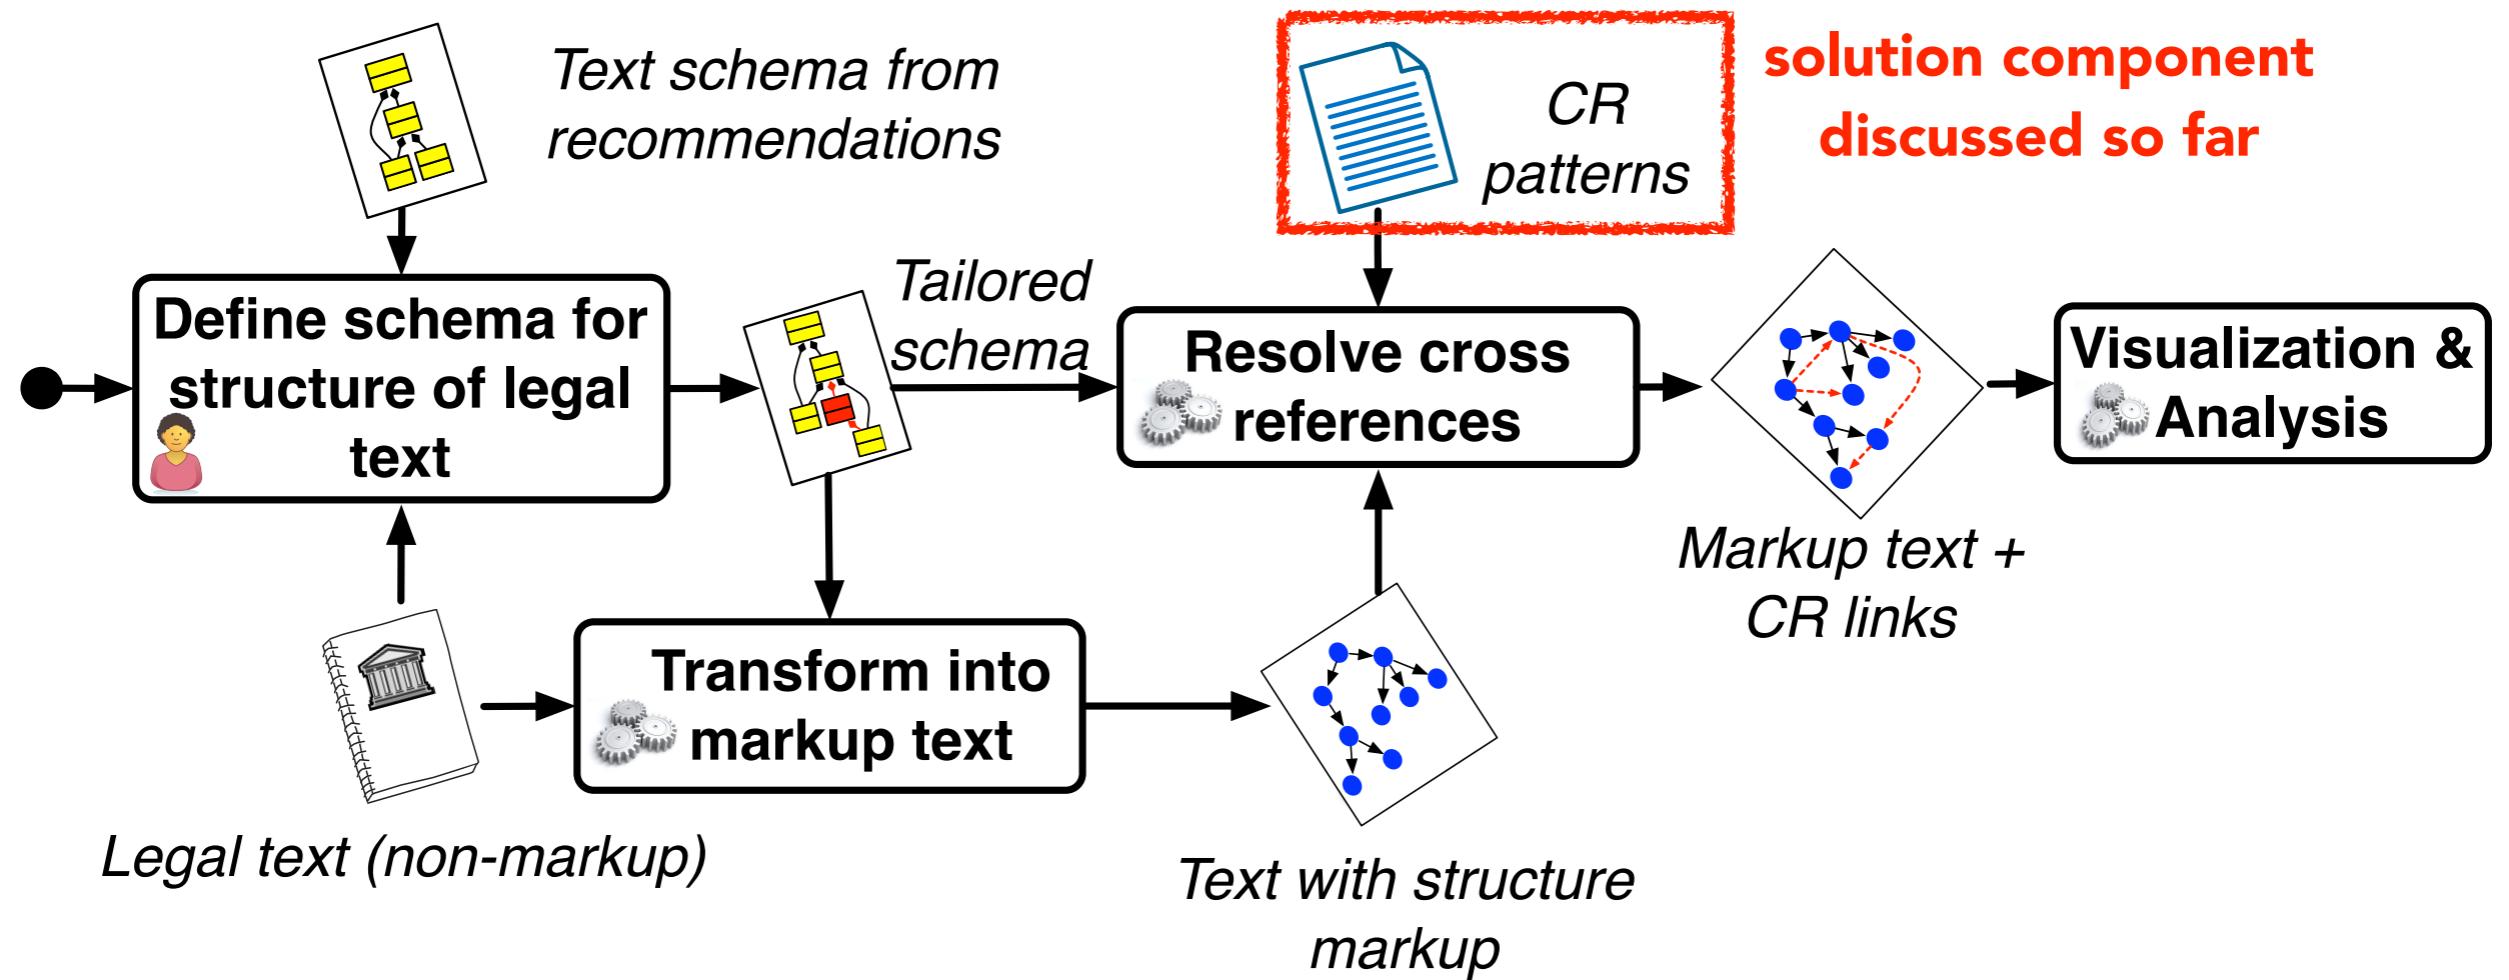 Text schema from
recommendations
CR
patterns
solution component
discussed so far
Define schema for
structure of legal
text
Tailored
schema
Resolve cross
references
Visualization &
Analysis
Markup text +
CR links
Transform into
markup text
Legal text (non-markup)
Text with structure
markup